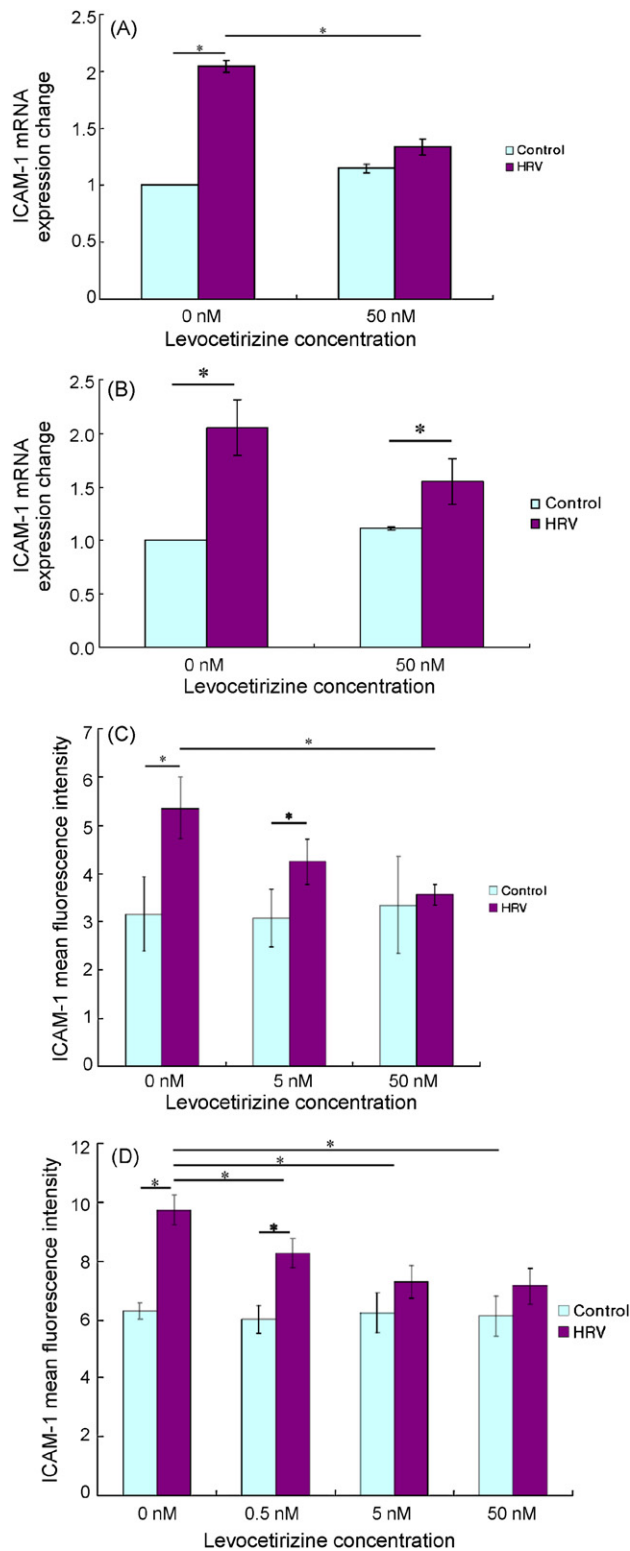 (A)
*
*
ICAM-1 mRNA
expression change
2.5
2
1.5
1
0.5
0
Control
HRV
0 nM
50 nM
Levocetirizine concentration
(B)
*
*
ICAM-1 mRNA
expression change
2.5
2.0
1.5
1.0
0.5
0.0
Control
HRV
0 nM
50 nM
Levocetirizine concentration
(C)
*
*
*
ICAM-1 mean fluorescence intensity
7
6
5
4
3
2
1
0
Control
HRV
0 nM
5 nM
50 nM
Levocetirizine concentration
(D)
*
*
*
*
*
ICAM-1 mean fluorescence intensity
12
10
8
6
4
2
0
Control
HRV
0 nM
0.5 nM
5 nM
50 nM
Levocetirizine concentration